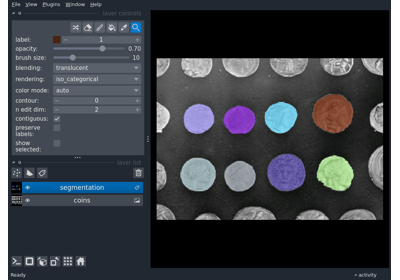 File View Plugins Window Help
layer controls
label: 1
opacity: 0.70
brush size: 10
blending: translucent
rendering: iso_categorical
color mode: auto
contour: 0
n edit dim: 2
contiguous:
preserve
labels:
show
selected:
layer list
segmentation
coins
Ready
activity